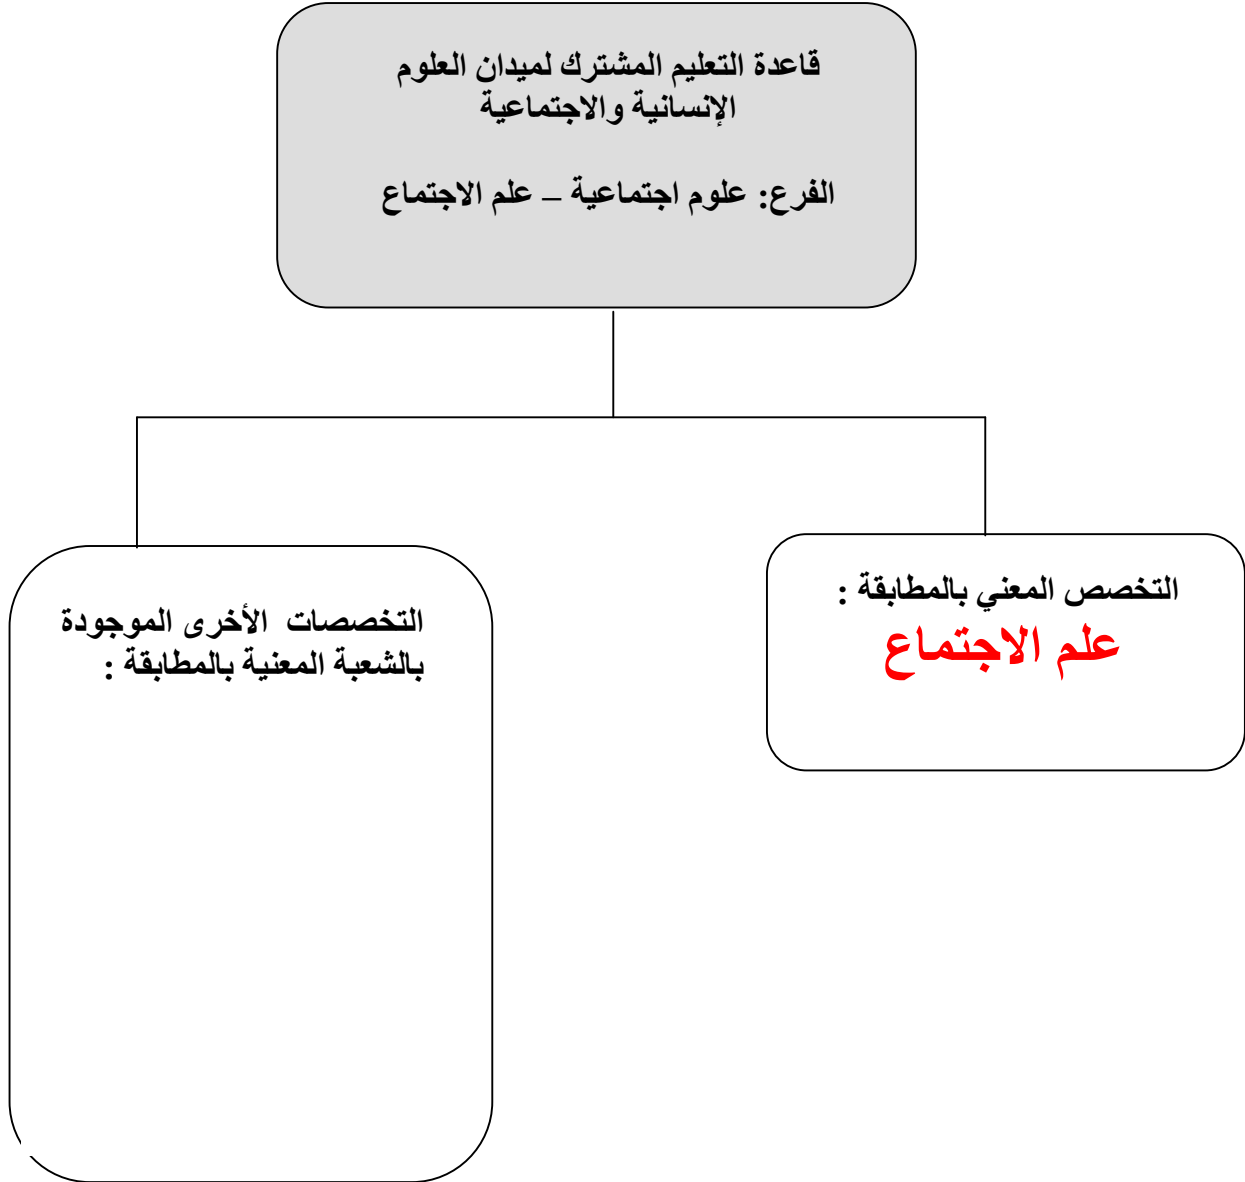 قاعدة التعليم المشترك لميدان العلوم
الإنسانية والاجتماعية
الفرع: علوم اجتماعية – علم الاجتماع
التخصص المعني بالمطابقة :
علم الاجتماع
التخصصات الأخرى الموجودة
بالشعبة المعنية بالمطابقة :